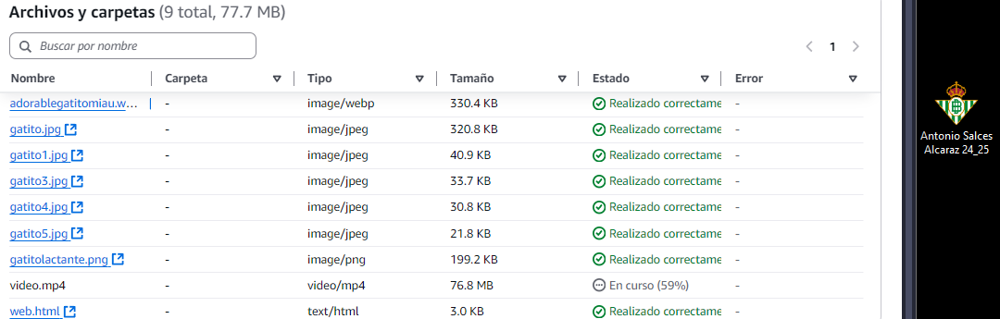 Archivos y carpetas (9 total, 77.7 MB)
Buscar por nombre
1
Nombre Carpeta Tipo Tamaño Estado Error
adorablegatitomiau.w... - image/webp 330.4 KB Realizado correctame -
gatito.jpg - image/jpeg 320.8 KB Realizado correctame -
gatito1.jpg - image/jpeg 40.9 KB Realizado correctame -
gatito3.jpg - image/jpeg 33.7 KB Realizado correctame -
gatito4.jpg - image/jpeg 30.8 KB Realizado correctame -
gatito5.jpg - image/jpeg 21.8 KB Realizado correctame -
gatitolactante.png - image/png 199.2 KB Realizado correctame -
video.mp4 - video/mp4 76.8 MB En curso (59%) -
web.html - text/html 3.0 KB Realizado correctame -
Antonio Salces
Alcaraz 24_25